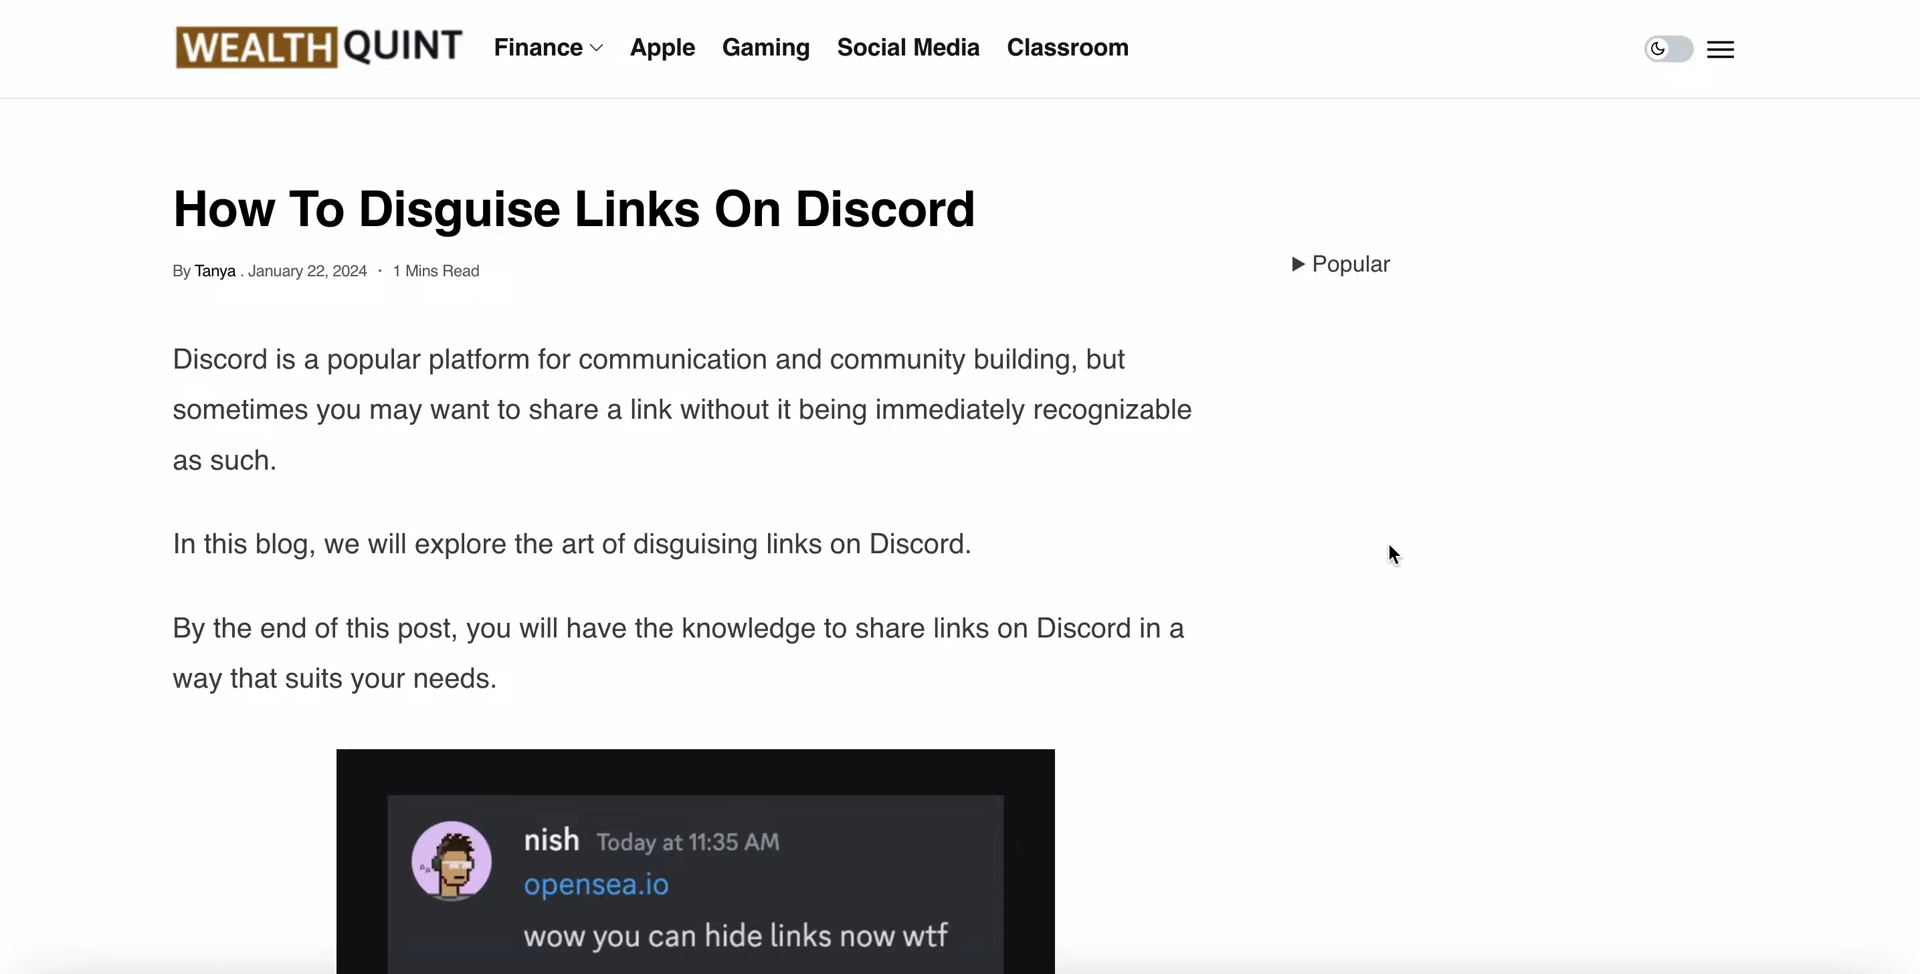 WEALTH QUINT Finance Apple Gaming Social Media Classroom
How To Disguise Links On Discord
By Tanya . January 22, 2024 · 1 Mins Read
▶ Popular
Discord is a popular platform for communication and community building, but
sometimes you may want to share a link without it being immediately recognizable
as such.
In this blog, we will explore the art of disguising links on Discord.
By the end of this post, you will have the knowledge to share links on Discord in a
way that suits your needs.
nish Today at 11:35 AM
opensea.io
wow you can hide links now wtf